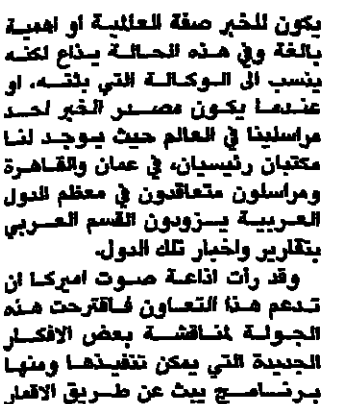 يكون للخبر صفة العالمية او اهمية
بالغة وفي هذه الحالة يذاع لكنه
ينسب الى الوكالة التي بثته، او
عندما يكون مصدر الخبر احد
مراسلينا في العالم حيث يوجد لنا
مكتبان رئيسيان، في عمان والقاهرة
ومراسلون متعاقدون في معظم الدول
العربية يزودون القسم العربي
بتقارير واخبار تلك الدول.
وقد رأت اذاعة صوت اميركا ان
تدعم هذا التعاون فاقترحت هذه
الجولة لمناقشة بعض الافكار
الجديدة التي يمكن تنفيذها ومنها
برنامج يبث عن طريق الاقمار